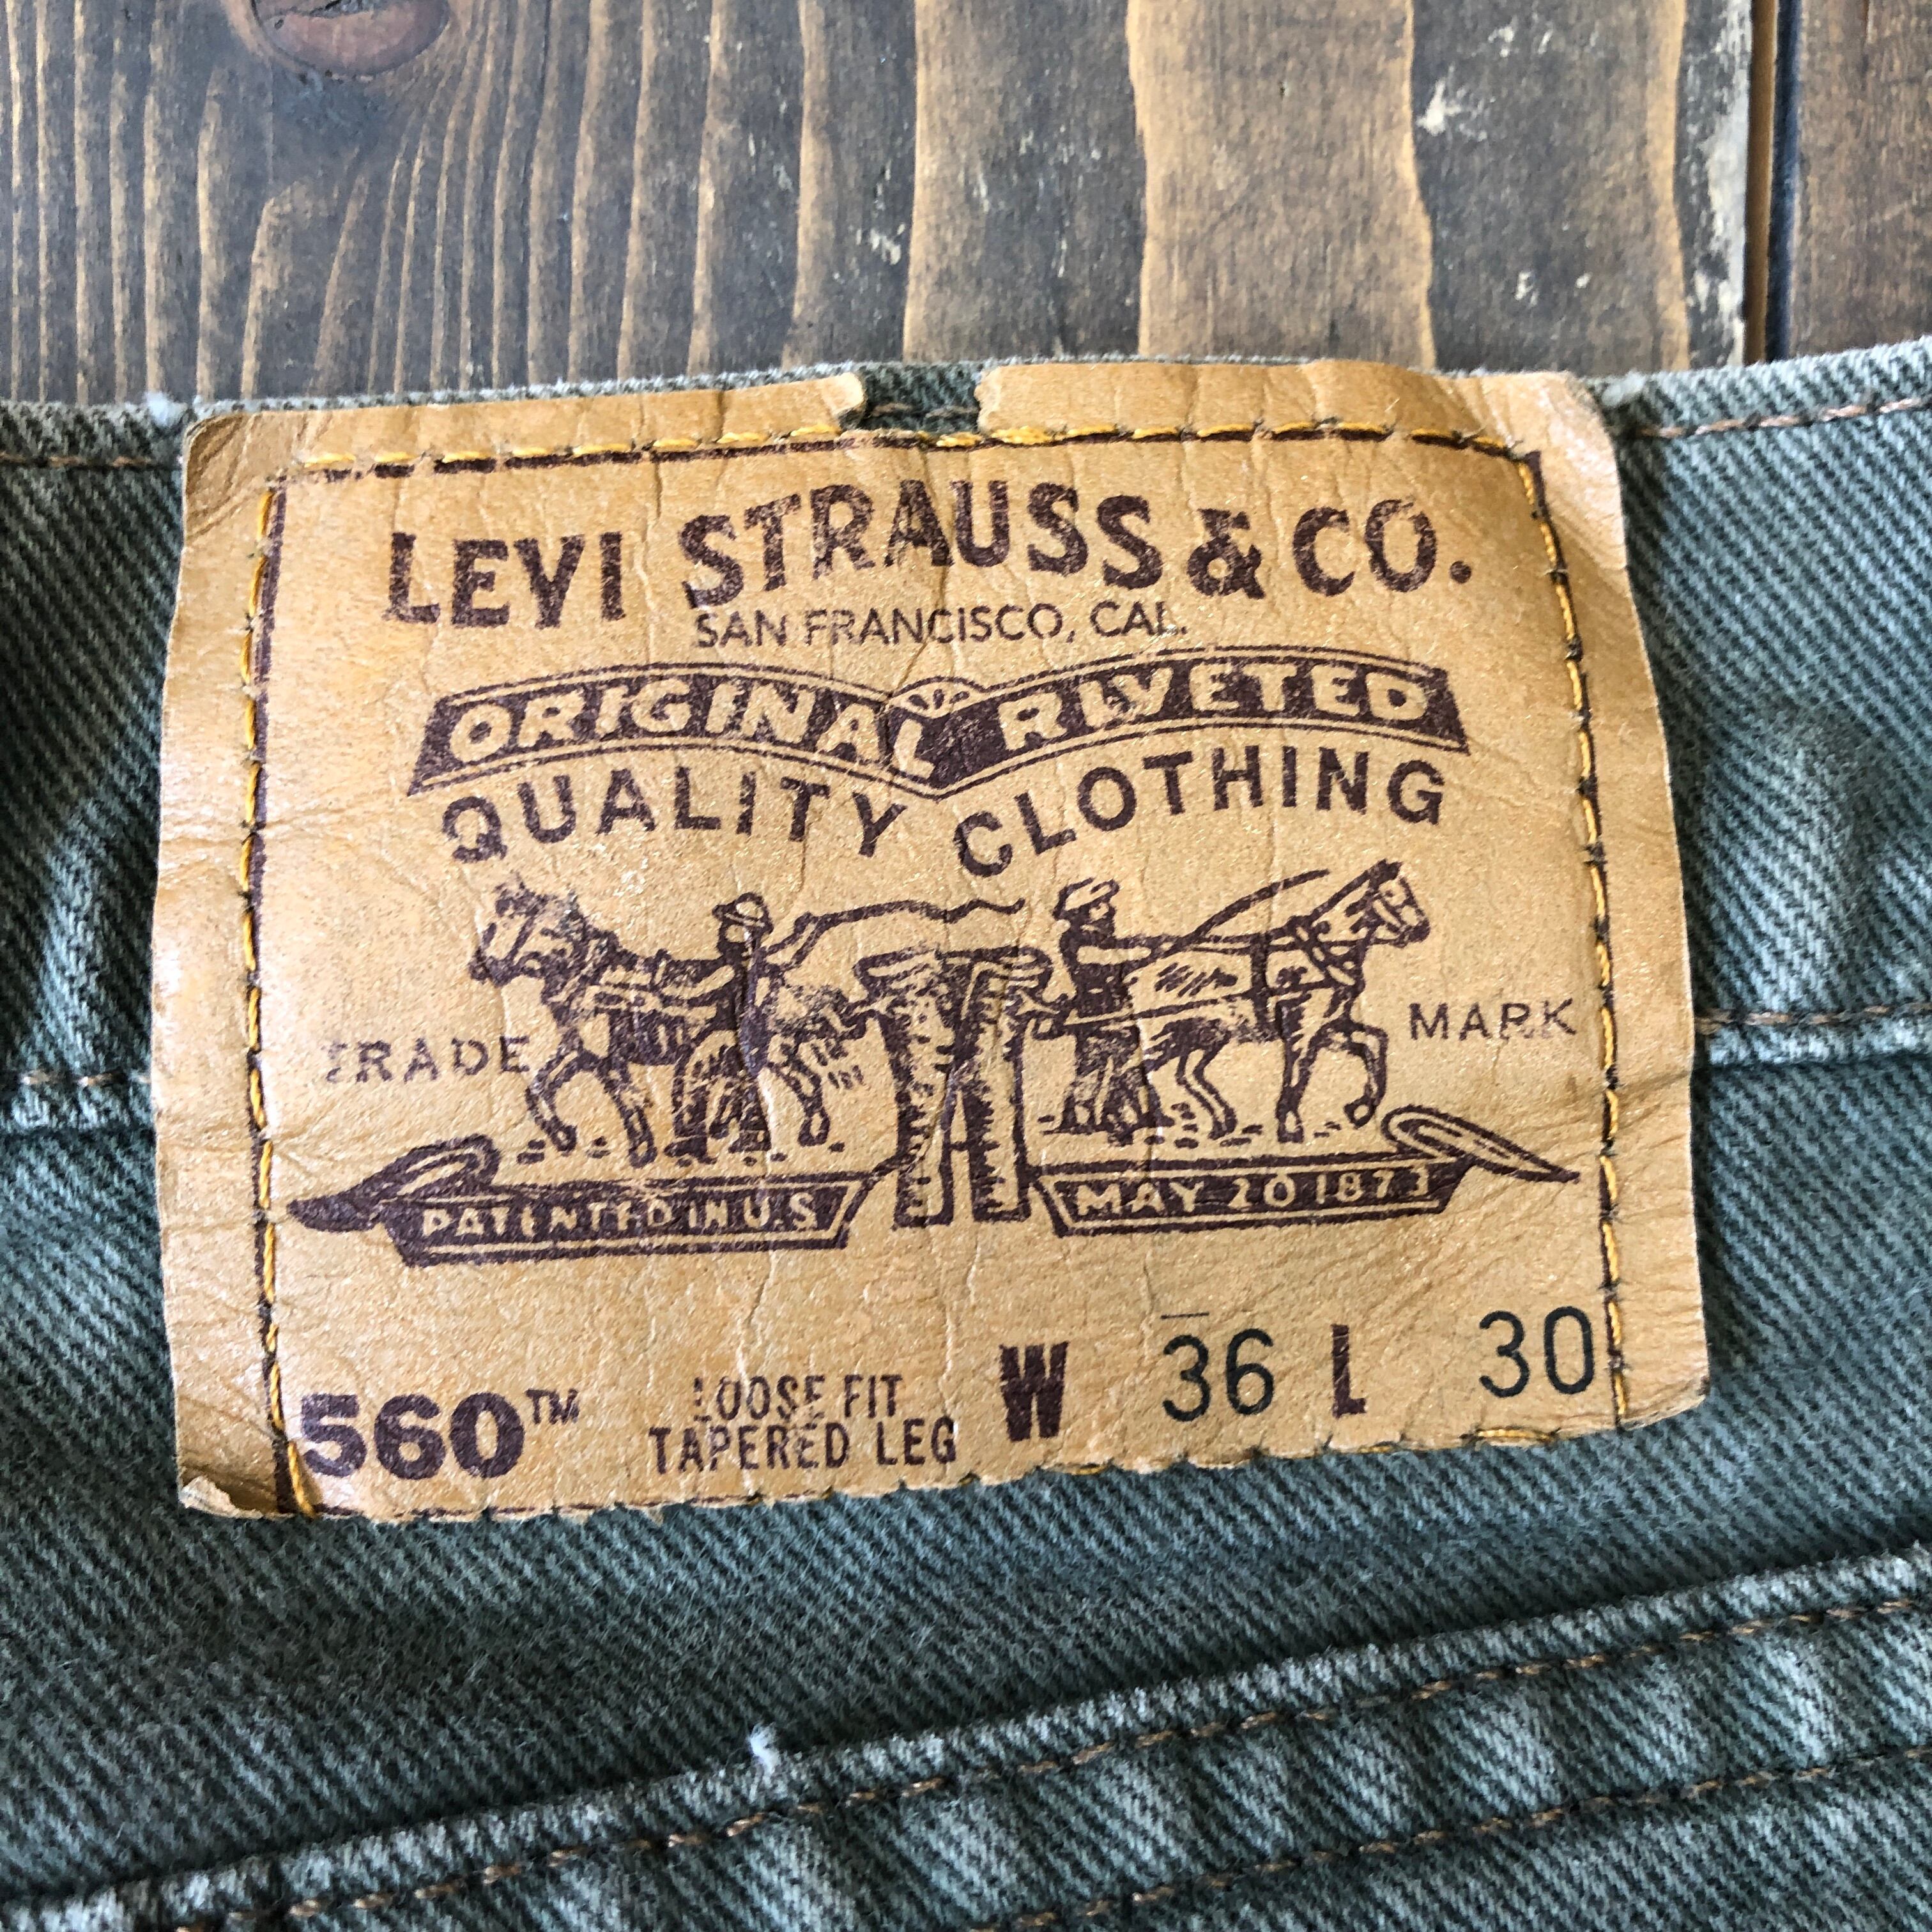 LEVI STRAUSS & CO.
SAN FRANCISCO, CAL.
ORIGINAL RIVETED
QUALITY CLOTHING
TRADE MARK
PATENTED IN U.S MAY 20 1873
560™ LOOSE FIT W 36 L 30
TAPERED LEG